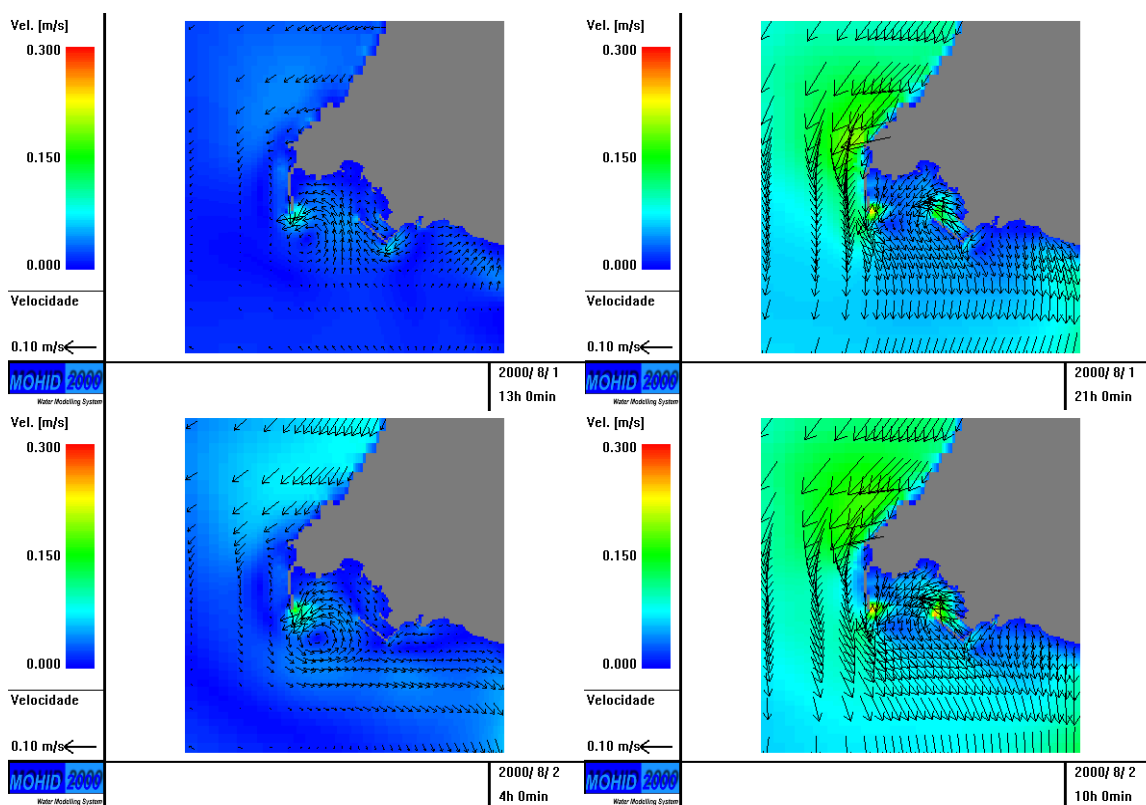 Vel. [m/s]
0.300
0.150
0.000
Velocidade
0.10 m/s
MOHID 2000
Water Modelling System
2000/ 8/ 1
13h 0min
Vel. [m/s]
0.300
0.150
0.000
Velocidade
0.10 m/s
MOHID 2000
Water Modelling System
2000/ 8/ 1
21h 0min
Vel. [m/s]
0.300
0.150
0.000
Velocidade
0.10 m/s
MOHID 2000
Water Modelling System
2000/ 8/ 2
4h 0min
Vel. [m/s]
0.300
0.150
0.000
Velocidade
0.10 m/s
MOHID 2000
Water Modelling System
2000/ 8/ 2
10h 0min